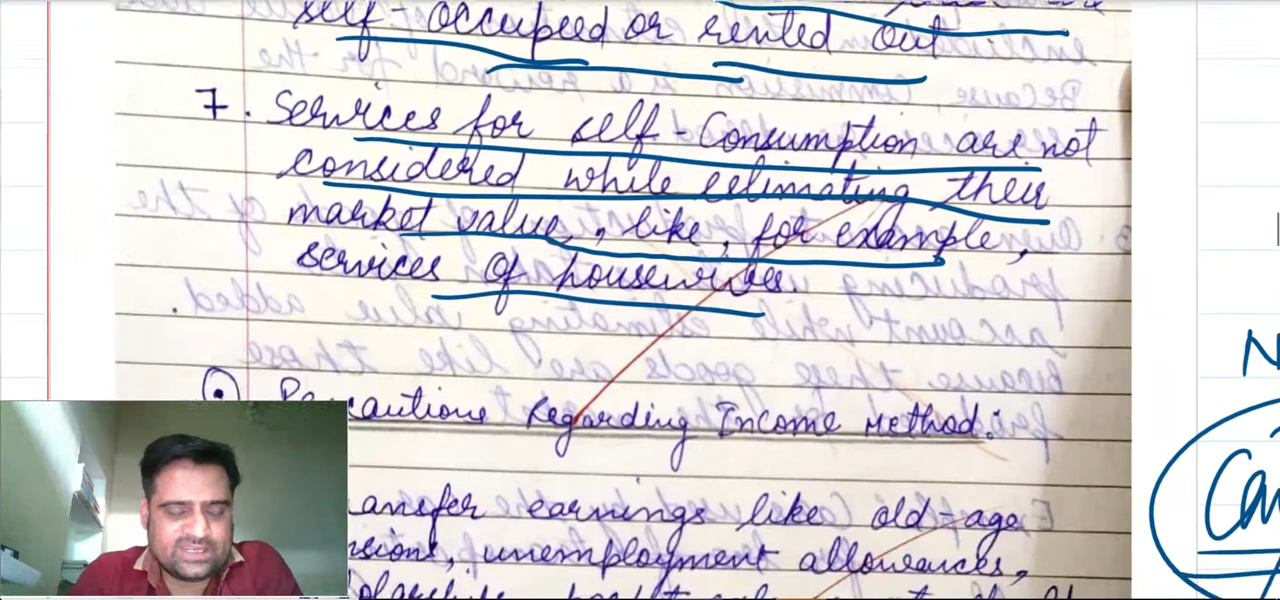 self-occupied or rented out
7. Services for self-Consumption are not
considered while estimating their
market value, like, for example,
services of housewives.
Precautions Regarding Income Method:
ansfer earnings like old-age
nsions, unemployment allowances,
N
Ca